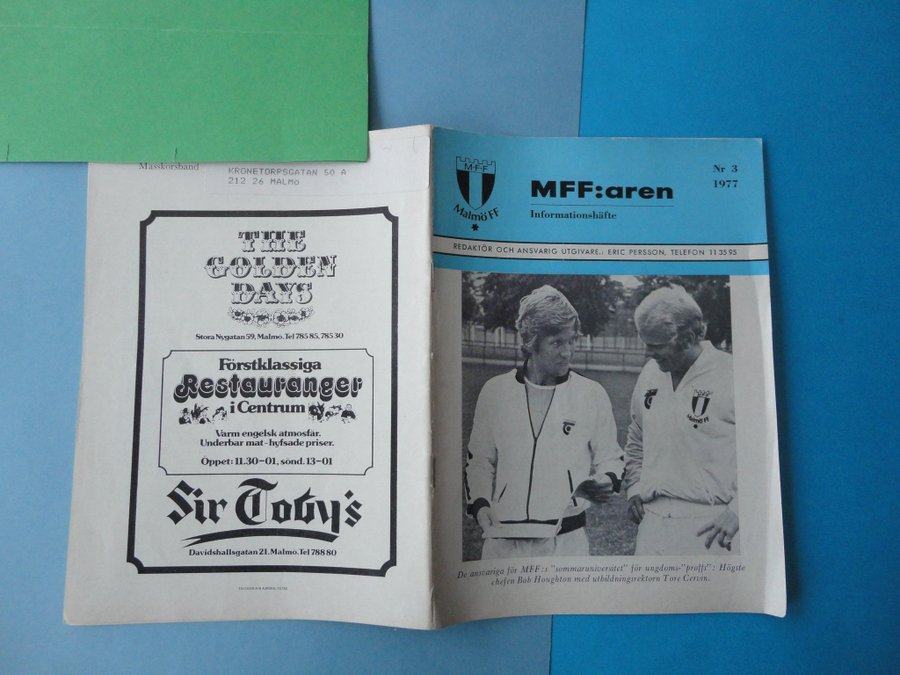 Masskorsband
KRONETORPSGATAN 50 A
212 26 MALMö
THE
GOLDEN
DAYS
Stora Nygatan 59, Malmö. Tel 785 85, 785 30
Förstklassiga
Restauranger
i Centrum
Varm engelsk atmosfär.
Underbar mat - hyfsade priser.
Öppet: 11.30–01, sönd. 13–01
Sir Toby's
Davidshallsgatan 21. Malmö. Tel 788 80
M·F·F
Malmö FF
MFF:aren
Informationshäfte
Nr 3
1977
REDAKTÖR OCH ANSVARIG UTGIVARE.: ERIC PERSSON, TELEFON 11 35 95
Malmö FF
De ansvariga för MFF:s "sommaruniversitet" för ungdoms-"proffs": Högste
chefen Bob Houghton med utbildningsrektorn Tore Cervin.